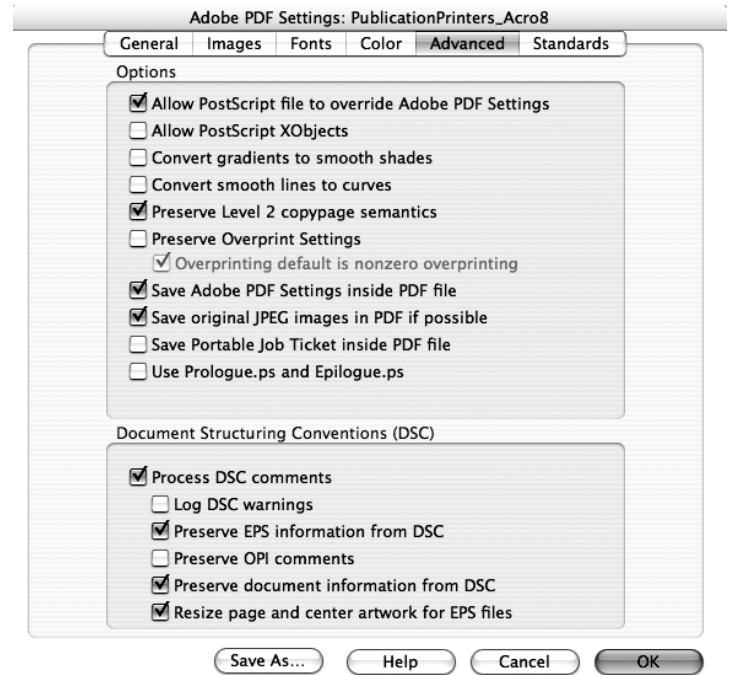 Adobe PDF Settings: PublicationPrinters_Acro8
General Images Fonts Color Advanced Standards
Options
Allow PostScript file to override Adobe PDF Settings
Allow PostScript XObjects
Convert gradients to smooth shades
Convert smooth lines to curves
Preserve Level 2 copypage semantics
Preserve Overprint Settings
Overprinting default is nonzero overprinting
Save Adobe PDF Settings inside PDF file
Save original JPEG images in PDF if possible
Save Portable Job Ticket inside PDF file
Use Prologue.ps and Epilogue.ps
Document Structuring Conventions (DSC)
Process DSC comments
Log DSC warnings
Preserve EPS information from DSC
Preserve OPI comments
Preserve document information from DSC
Resize page and center artwork for EPS files
Save As... Help Cancel OK